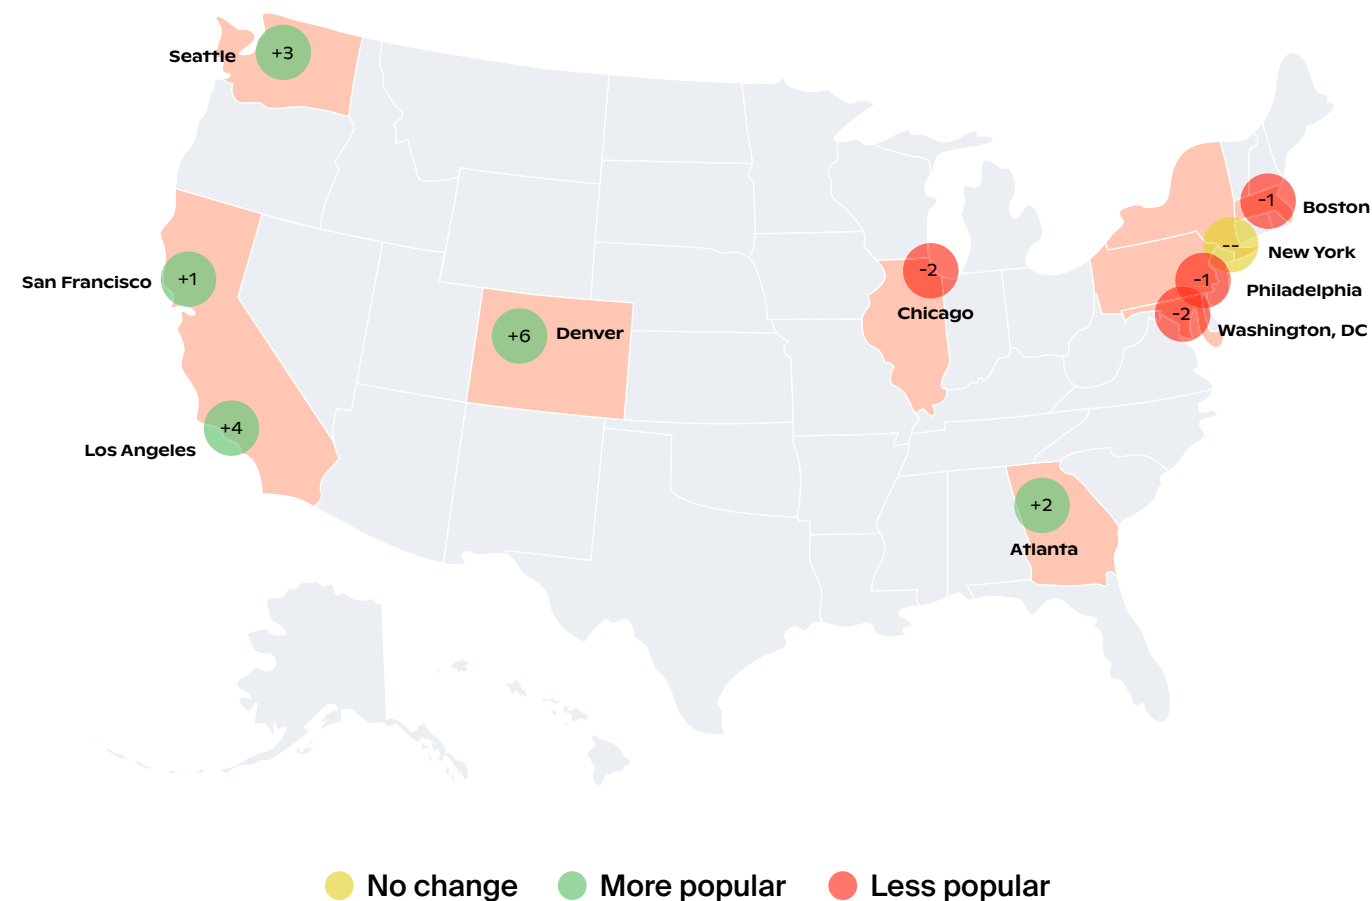 Seattle
+3
-1
Boston
--
New York
-2
San Francisco
+1
-1
Philadelphia
Chicago
-2
Washington, DC
+6
Denver
+4
Los Angeles
+2
Atlanta
No change
More popular
Less popular